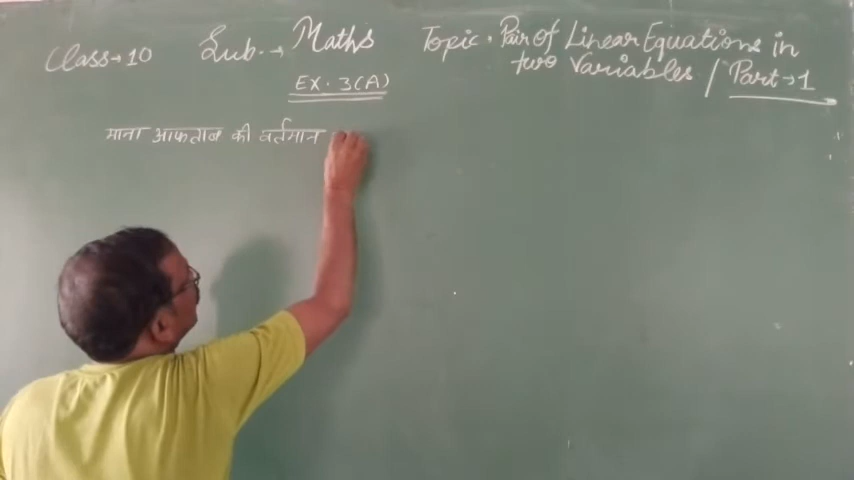 Class → 10 Sub. → Maths Topic. Pair of Linear Equations in
two Variables / Part → 1
Ex. 3(A)
माना आफताब की वर्तमान